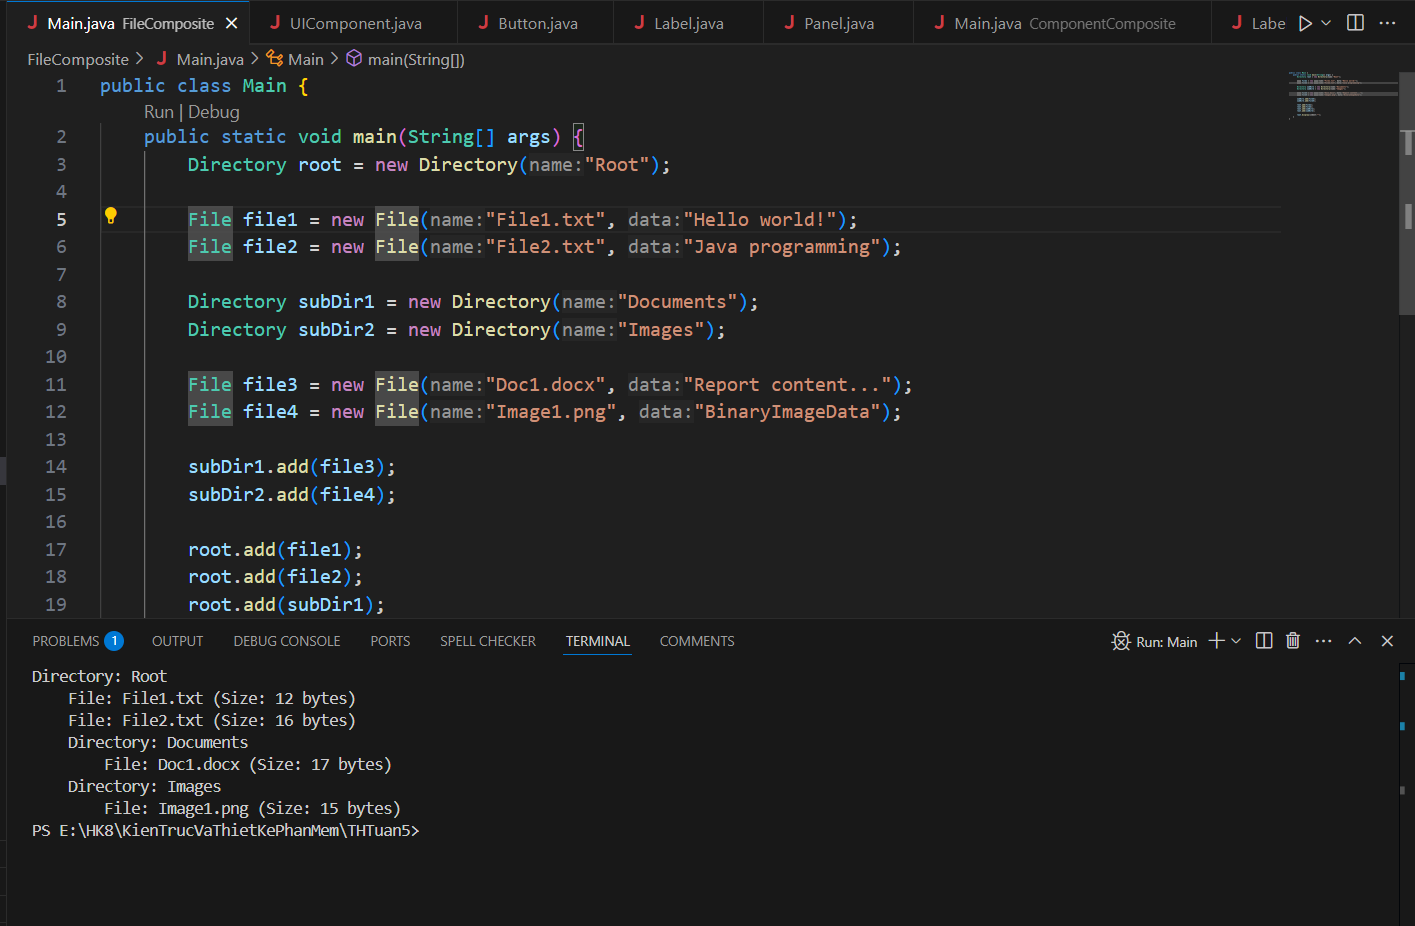 Main.java FileComposite UIComponent.java Button.java Label.java Panel.java Main.java ComponentComposite Labe
FileComposite > Main.java > Main > main(String[])
1 public class Main {
Run | Debug
2 public static void main(String[] args) {
3 Directory root = new Directory(name:"Root");
4
5 File file1 = new File(name:"File1.txt", data:"Hello world!");
6 File file2 = new File(name:"File2.txt", data:"Java programming");
7
8 Directory subDir1 = new Directory(name:"Documents");
9 Directory subDir2 = new Directory(name:"Images");
10
11 File file3 = new File(name:"Doc1.docx", data:"Report content...");
12 File file4 = new File(name:"Image1.png", data:"BinaryImageData");
13
14 subDir1.add(file3);
15 subDir2.add(file4);
16
17 root.add(file1);
18 root.add(file2);
19 root.add(subDir1);
PROBLEMS 1 OUTPUT DEBUG CONSOLE PORTS SPELL CHECKER TERMINAL COMMENTS Run: Main
Directory: Root
File: File1.txt (Size: 12 bytes)
File: File2.txt (Size: 16 bytes)
Directory: Documents
File: Doc1.docx (Size: 17 bytes)
Directory: Images
File: Image1.png (Size: 15 bytes)
PS E:\HK8\KienTrucVaThietKePhanMem\THTuan5>